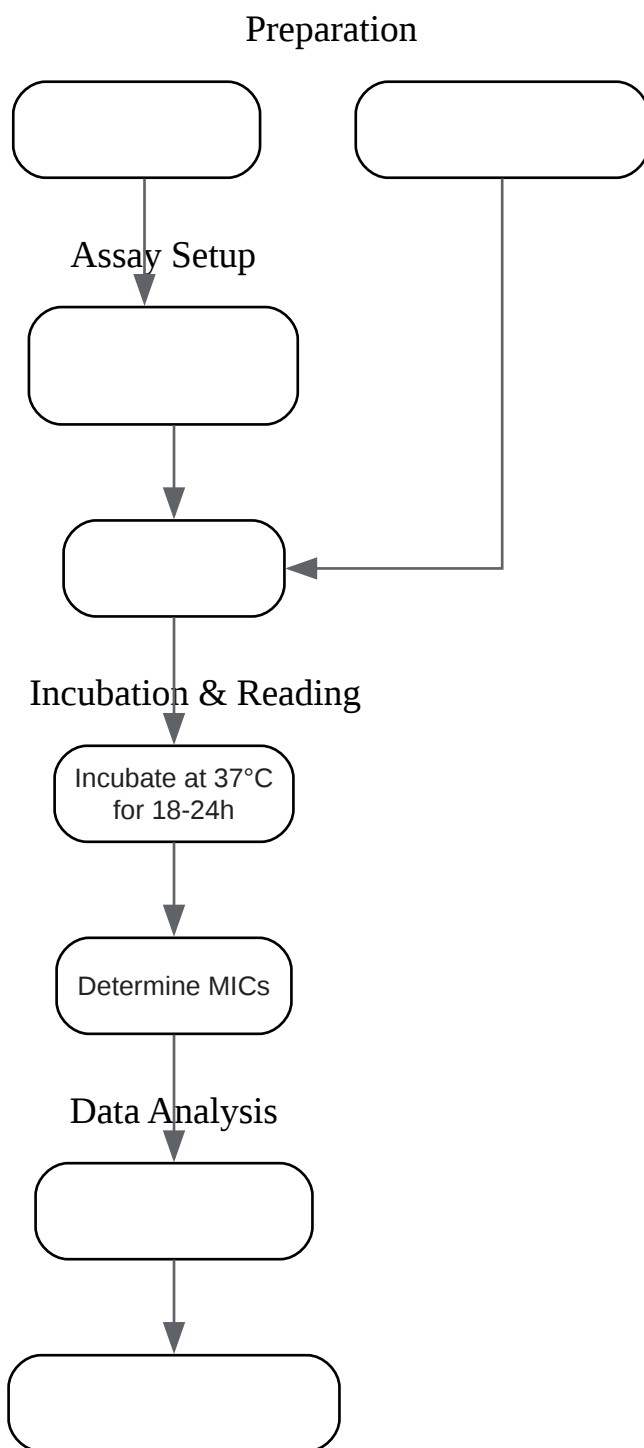 Preparation
Assay Setup
Incubation & Reading
Incubate at 37°C
for 18-24h
Determine MICs
Data Analysis